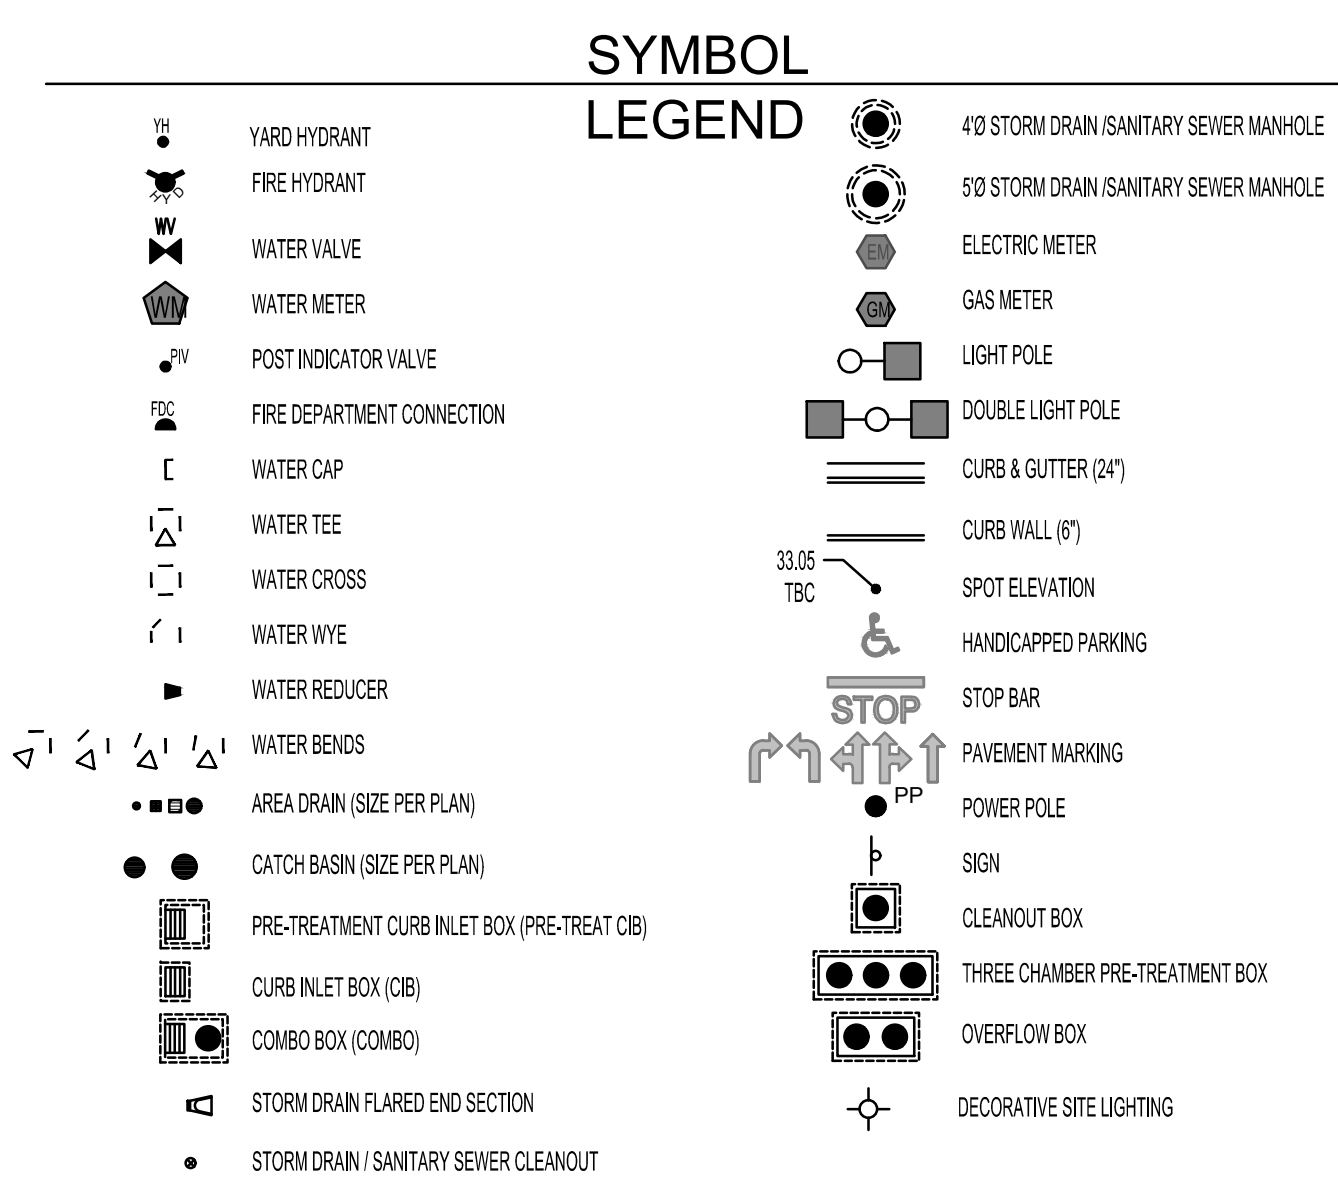 SYMBOL
LEGEND
YH
YARD HYDRANT
HYD
FIRE HYDRANT
WV
WATER VALVE
WM
WATER METER
PIV
POST INDICATOR VALVE
FDC
FIRE DEPARTMENT CONNECTION
WATER CAP
WATER TEE
WATER CROSS
WATER WYE
WATER REDUCER
WATER BENDS
AREA DRAIN (SIZE PER PLAN)
CATCH BASIN (SIZE PER PLAN)
PRE-TREATMENT CURB INLET BOX (PRE-TREAT CIB)
CURB INLET BOX (CIB)
COMBO BOX (COMBO)
STORM DRAIN FLARED END SECTION
STORM DRAIN / SANITARY SEWER CLEANOUT
4'Ø STORM DRAIN /SANITARY SEWER MANHOLE
5'Ø STORM DRAIN /SANITARY SEWER MANHOLE
EM
ELECTRIC METER
GM
GAS METER
LIGHT POLE
DOUBLE LIGHT POLE
CURB & GUTTER (24")
CURB WALL (6")
33.05
TBC
SPOT ELEVATION
HANDICAPPED PARKING
STOP
STOP BAR
PAVEMENT MARKING
PP
POWER POLE
SIGN
CLEANOUT BOX
THREE CHAMBER PRE-TREATMENT BOX
OVERFLOW BOX
DECORATIVE SITE LIGHTING